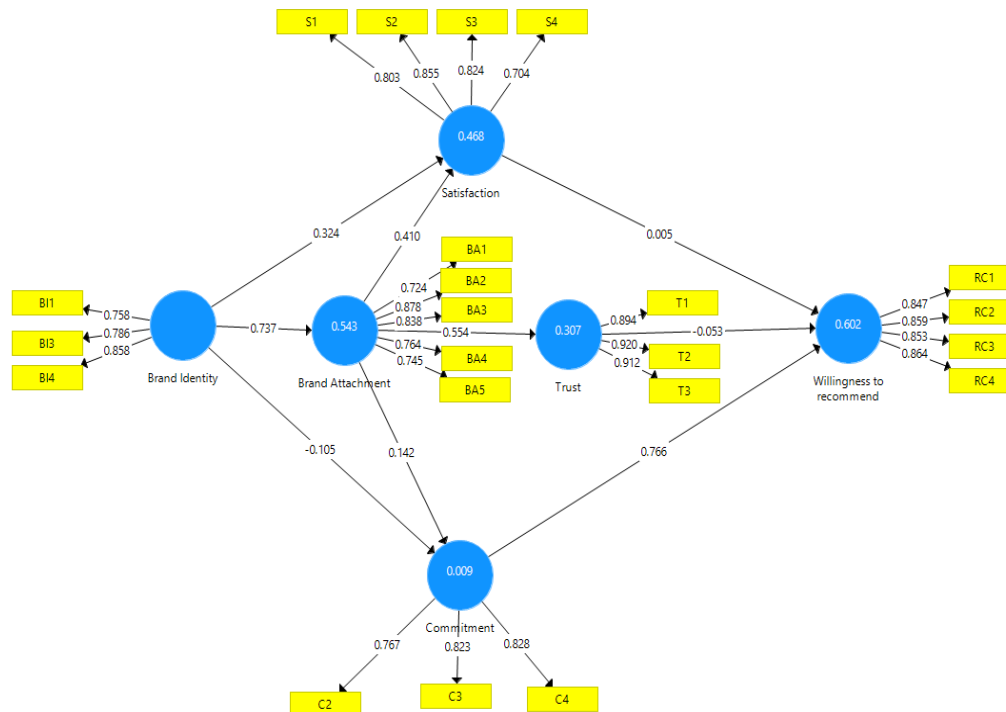 S1
S2
S3
S4
0.803
0.855
0.824
0.704
0.468
Satisfaction
0.324
0.410
0.005
BA1
BA2
BA3
BA4
BA5
0.724
0.878
0.838
0.764
0.745
BI1
BI3
BI4
0.758
0.786
0.858
Brand Identity
0.737
0.543
Brand Attachment
0.554
0.307
Trust
0.894
0.920
0.912
T1
T2
T3
-0.053
0.602
Willingness to
recommend
0.847
0.859
0.853
0.864
RC1
RC2
RC3
RC4
-0.105
0.142
0.766
0.009
Commitment
0.767
0.823
0.828
C2
C3
C4